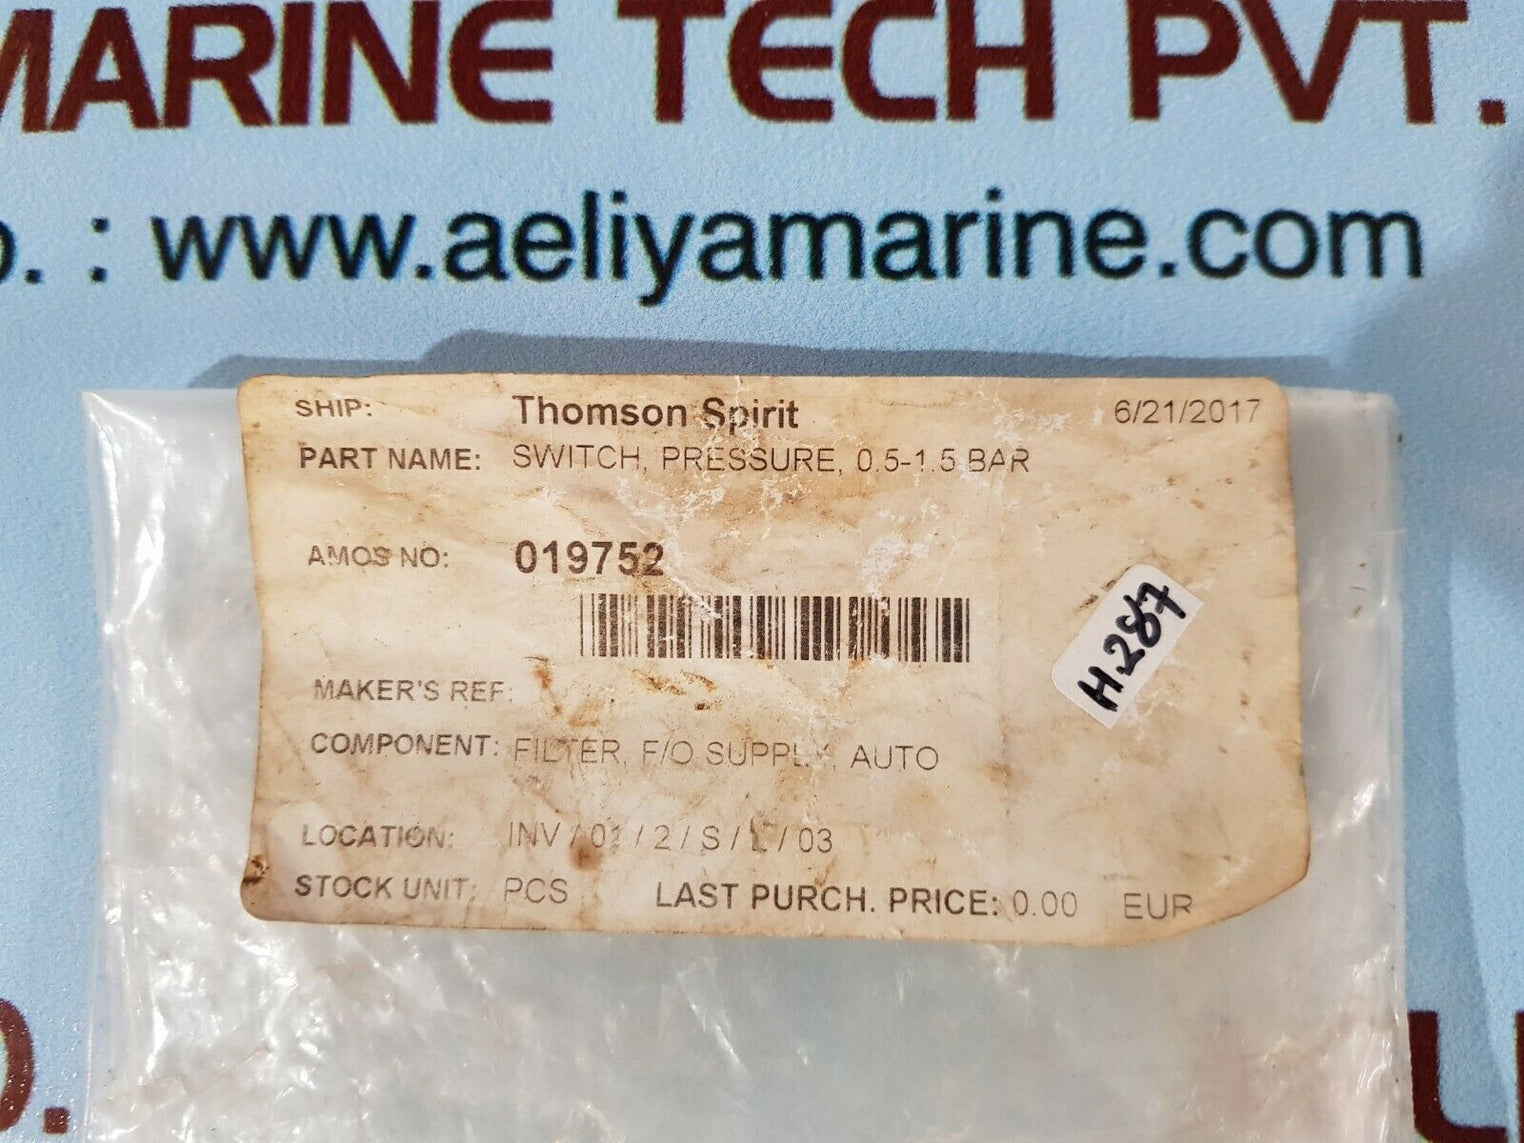 MARINE TECH PVT.
. : www.aeliyamarine.com
SHIP: Thomson Spirit 6/21/2017
PART NAME: SWITCH, PRESSURE, 0.5-1.5 BAR
AMOS NO: 019752
H.287
MAKER'S REF:
COMPONENT: FILTER, F/O SUPPLY, AUTO
LOCATION: INV / 01 / 2 / S / L / 03
STOCK UNIT: PCS LAST PURCH. PRICE: 0.00 EUR